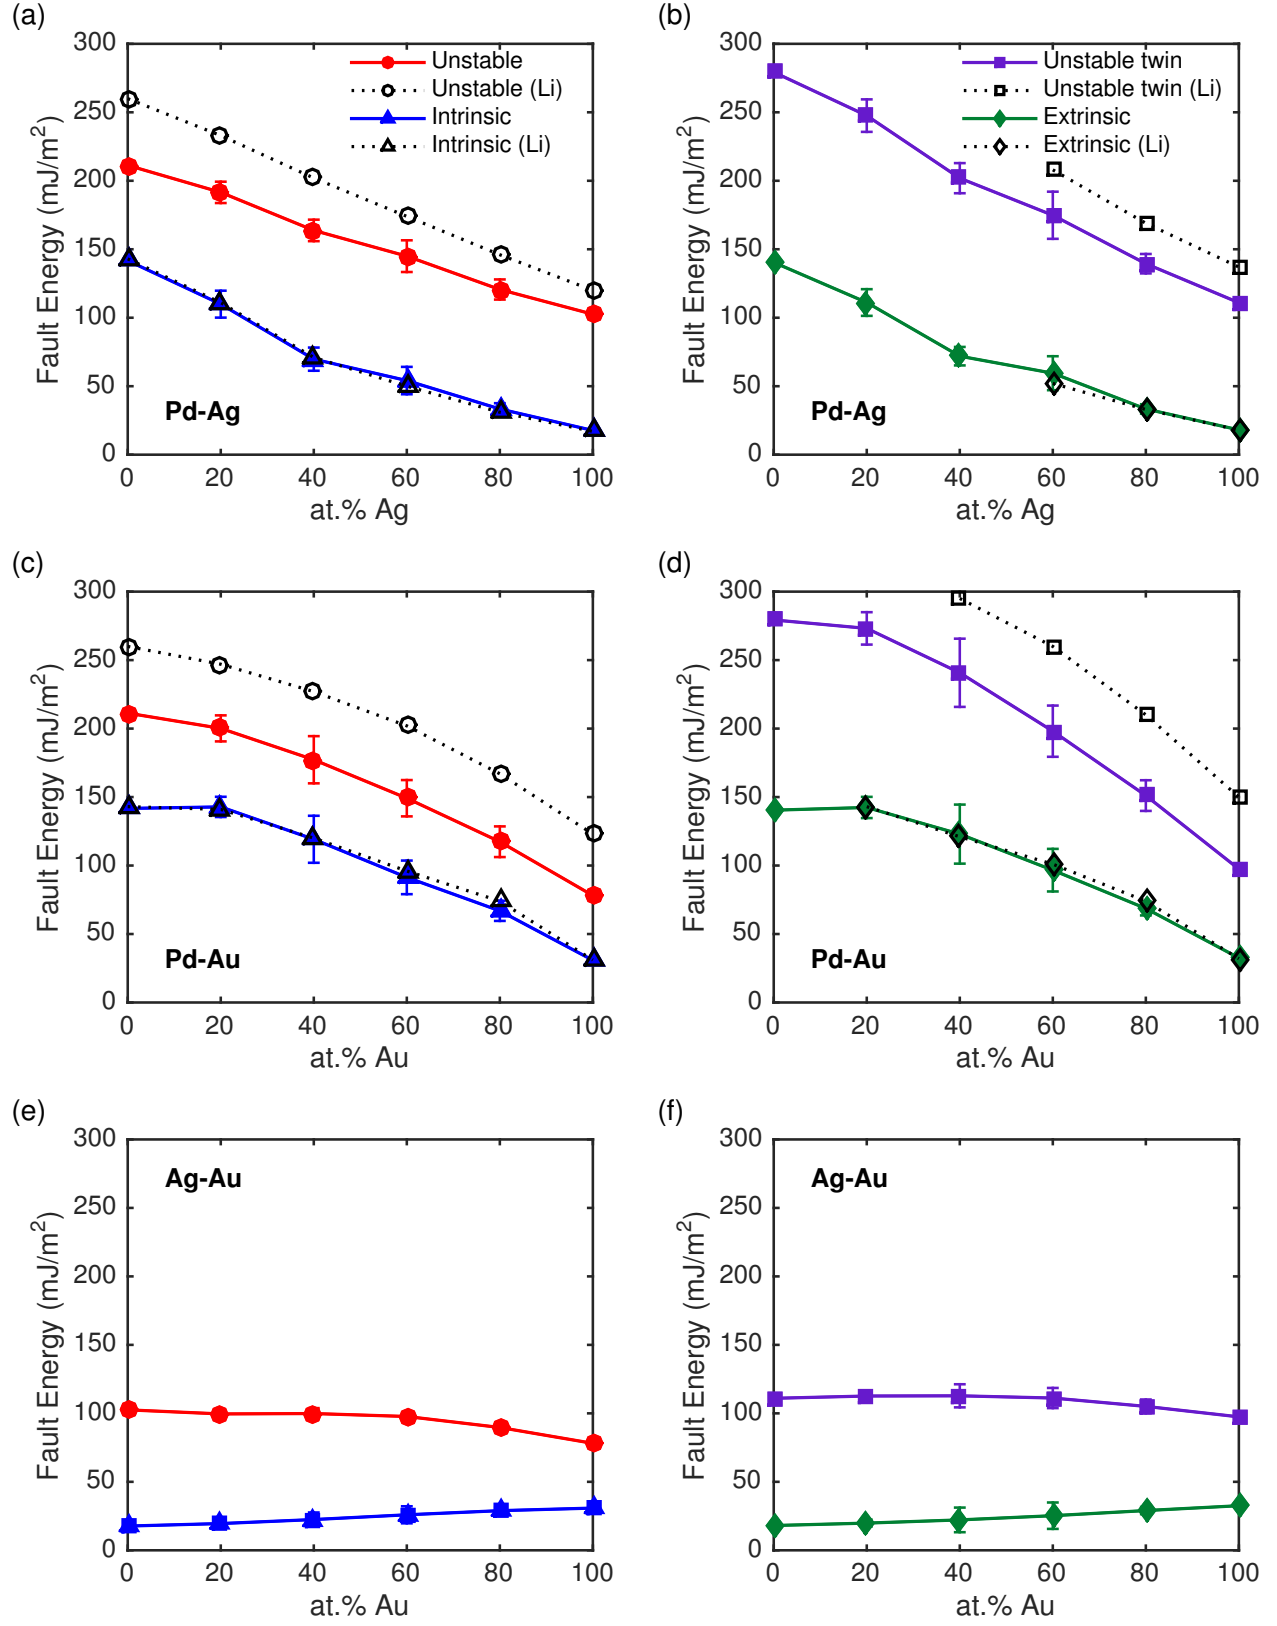 (a)
300
250
200
150
100
50
0
Fault Energy (mJ/m²)
Unstable
Unstable (Li)
Intrinsic
Intrinsic (Li)
Pd-Ag
0 20 40 60 80 100
at.% Ag
(b)
300
250
200
150
100
50
0
Fault Energy (mJ/m²)
Unstable twin
Unstable twin (Li)
Extrinsic
Extrinsic (Li)
Pd-Ag
0 20 40 60 80 100
at.% Ag
(c)
300
250
200
150
100
50
0
Fault Energy (mJ/m²)
Pd-Au
0 20 40 60 80 100
at.% Au
(d)
300
250
200
150
100
50
0
Fault Energy (mJ/m²)
Pd-Au
0 20 40 60 80 100
at.% Au
(e)
300
250
200
150
100
50
0
Fault Energy (mJ/m²)
Ag-Au
0 20 40 60 80 100
at.% Au
(f)
300
250
200
150
100
50
0
Fault Energy (mJ/m²)
Ag-Au
0 20 40 60 80 100
at.% Au